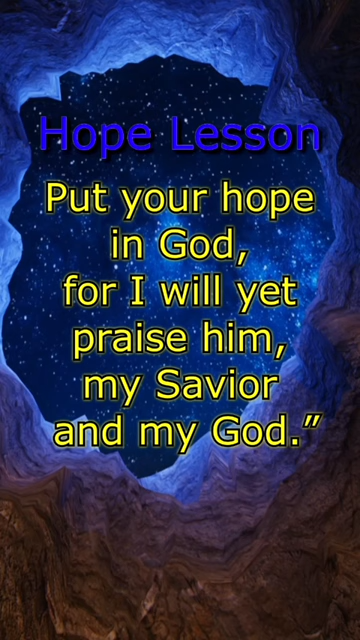 Hope Lesson
Put your hope
in God,
for I will yet
praise him,
my Savior
and my God.”